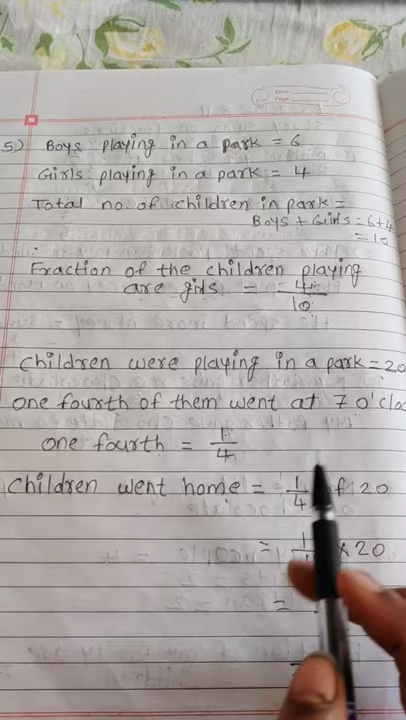 Date
Page
5) Boys playing in a park = 6
Girls playing in a park = 4
Total no. of children in park =
Boys + Girls = 6+4
= 10
Fraction of the children playing
are girls = 4/10
Children were playing in a park = 20
One fourth of them went at 7 o'cloc
one fourth = 1/4
Children went home = 1/4 of 20
= 1/ × 20
=